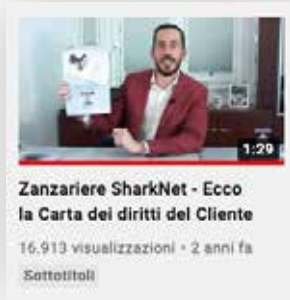 1:29
Zanzariere SharkNet - Ecco
la Carta dei diritti del Cliente
16.913 visualizzazioni • 2 anni fa
Sottotitoli